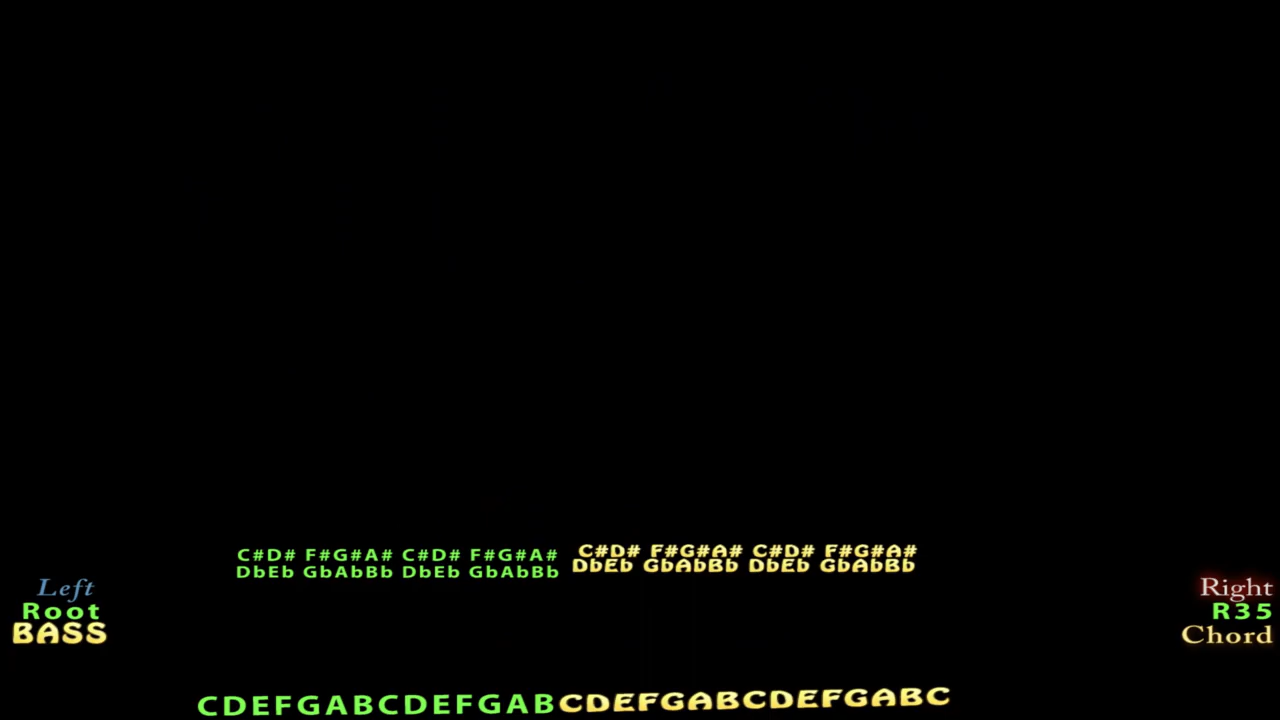 C#D# F#G#A# C#D# F#G#A# C#D# F#G#A# C#D# F#G#A#
DbEb GbAbBb DbEb GbAbBb DbEb GbAbBb DbEb GbAbBb
Left
Root
BASS
Right
R35
Chord
CDEFGABCDEFGABCDEFGABCDEFGABC